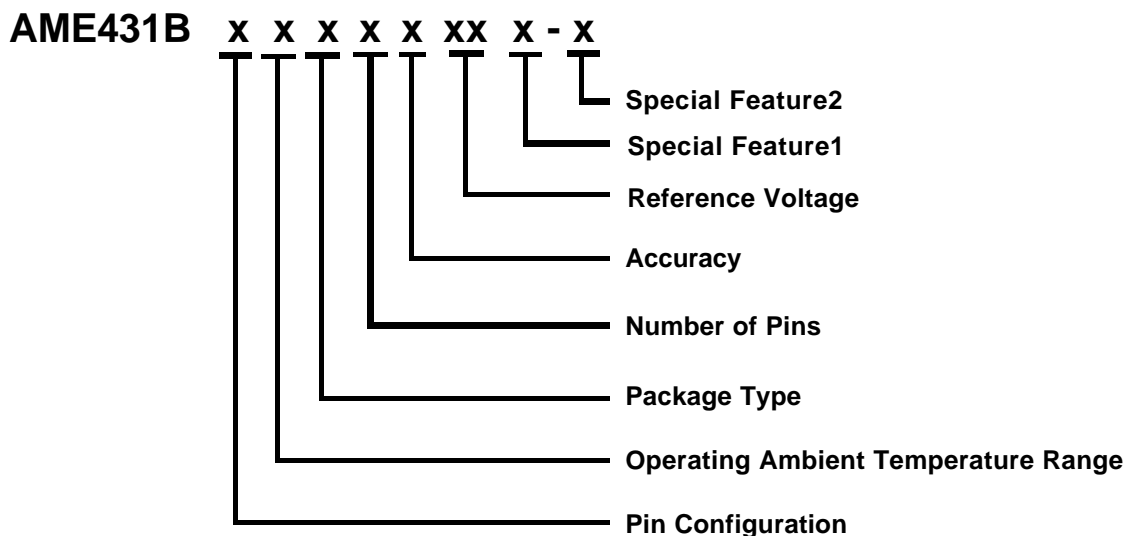 AME431B x x x x x xx x - x
Special Feature2
Special Feature1
Reference Voltage
Accuracy
Number of Pins
Package Type
Operating Ambient Temperature Range
Pin Configuration